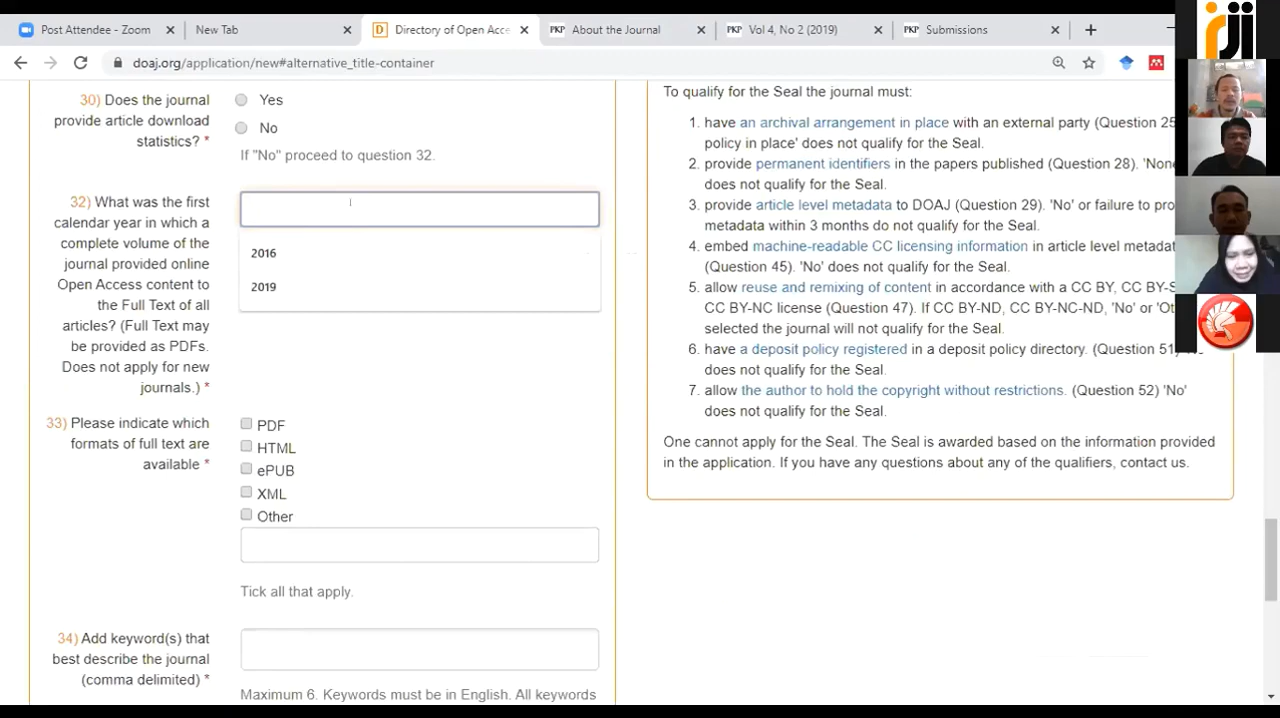 Post Attendee - Zoom
New Tab
Directory of Open Acce
PKP About the Journal
PKP Vol 4, No 2 (2019)
PKP Submissions
doaj.org/application/new#alternative_title-container
30) Does the journal
provide article download
statistics? *
Yes
No
If "No" proceed to question 32.
32) What was the first
calendar year in which a
complete volume of the
journal provided online
Open Access content to
the Full Text of all
articles? (Full Text may
be provided as PDFs.
Does not apply for new
journals.) *
2016
2019
33) Please indicate which
formats of full text are
available *
PDF
HTML
ePUB
XML
Other
Tick all that apply.
34) Add keyword(s) that
best describe the journal
(comma delimited) *
Maximum 6. Keywords must be in English. All keywords
To qualify for the Seal the journal must:
1. have an archival arrangement in place with an external party (Question 25
policy in place' does not qualify for the Seal.
2. provide permanent identifiers in the papers published (Question 28). 'None
does not qualify for the Seal.
3. provide article level metadata to DOAJ (Question 29). 'No' or failure to pro
metadata within 3 months do not qualify for the Seal.
4. embed machine-readable CC licensing information in article level metadat
(Question 45). 'No' does not qualify for the Seal.
5. allow reuse and remixing of content in accordance with a CC BY, CC BY-S
CC BY-NC license (Question 47). If CC BY-ND, CC BY-NC-ND, 'No' or 'Ot
selected the journal will not qualify for the Seal.
6. have a deposit policy registered in a deposit policy directory. (Question 51)
does not qualify for the Seal.
7. allow the author to hold the copyright without restrictions. (Question 52) 'No'
does not qualify for the Seal.
One cannot apply for the Seal. The Seal is awarded based on the information provided
in the application. If you have any questions about any of the qualifiers, contact us.
rji